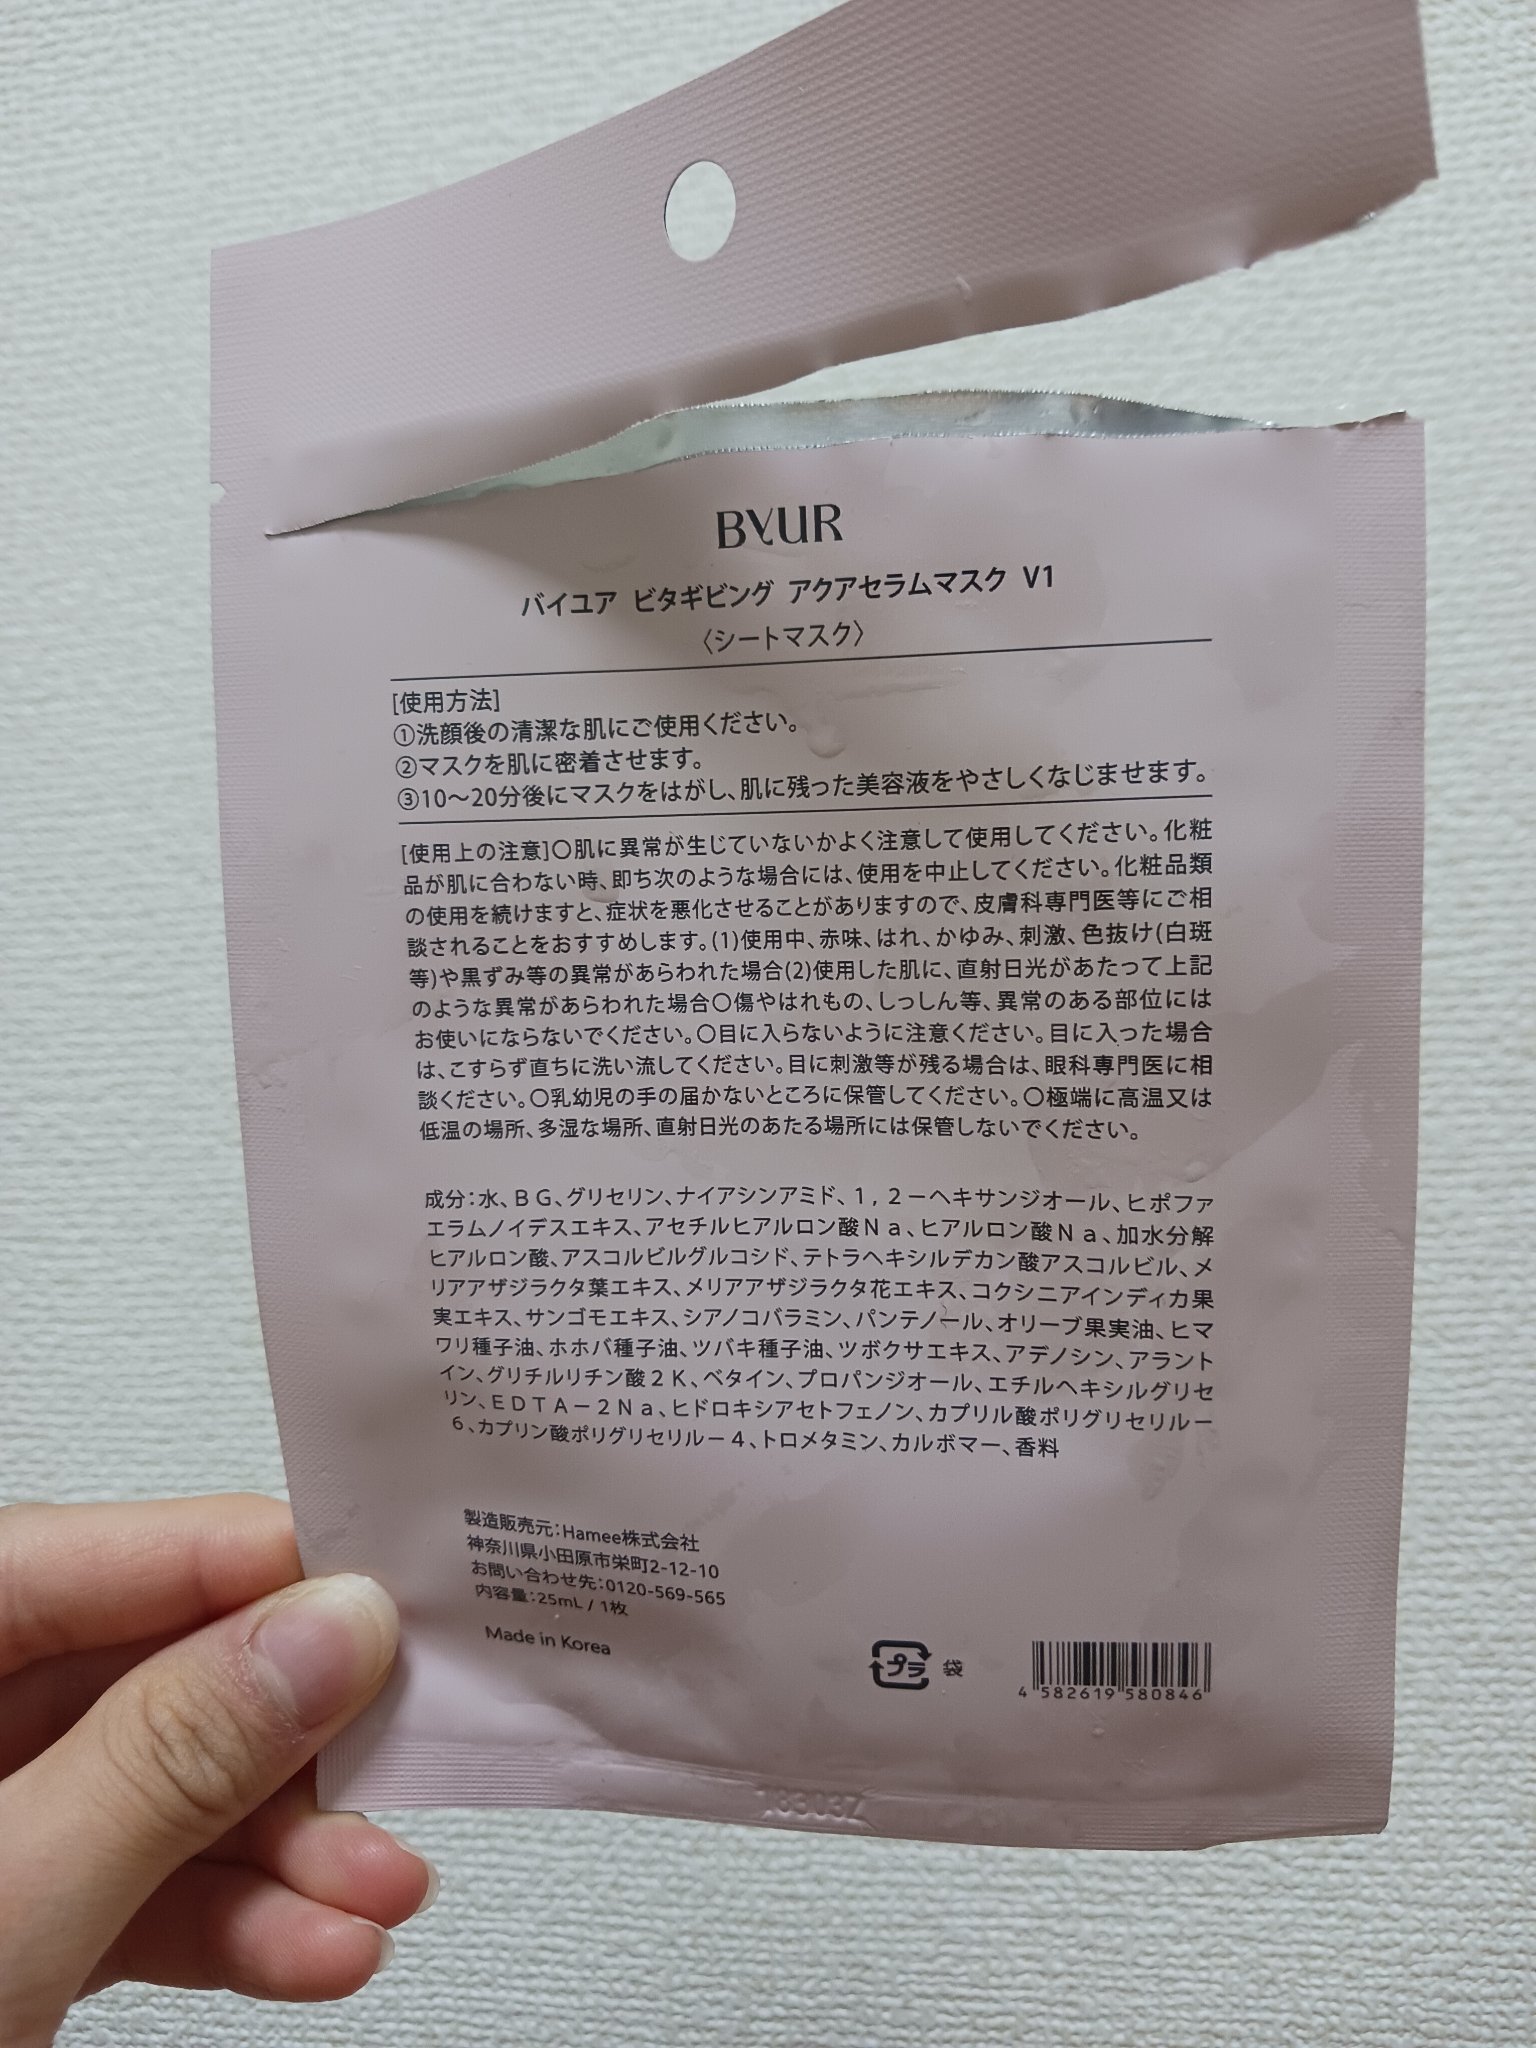 BYUR
バイユア ビタギビング アクアセラムマスク V1
〈シートマスク〉
[使用方法]
①洗顔後の清潔な肌にご使用ください。
②マスクを肌に密着させます。
③10〜20分後にマスクをはがし、肌に残った美容液をやさしくなじませます。
[使用上の注意]〇肌に異常が生じていないかよく注意して使用してください。化粧
品が肌に合わない時、即ち次のような場合には、使用を中止してください。化粧品類
の使用を続けますと、症状を悪化させることがありますので、皮膚科専門医等にご相
談されることをおすすめします。(1)使用中、赤味、はれ、かゆみ、刺激、色抜け(白斑
等)や黒ずみ等の異常があらわれた場合(2)使用した肌に、直射日光があたって上記
のような異常があらわれた場合〇傷やはれもの、しっしん等、異常のある部位には
お使いにならないでください。〇目に入らないように注意ください。目に入った場合
は、こすらず直ちに洗い流してください。目に刺激等が残る場合は、眼科専門医に相
談ください。〇乳幼児の手の届かないところに保管してください。〇極端に高温又は
低温の場所、多湿な場所、直射日光のあたる場所には保管しないでください。
成分：水、ＢＧ、グリセリン、ナイアシンアミド、１，２－ヘキサンジオール、ヒポファ
エラムノイデスエキス、アセチルヒアルロン酸Ｎａ、ヒアルロン酸Ｎａ、加水分解
ヒアルロン酸、アスコルビルグルコシド、テトラヘキシルデカン酸アスコルビル、メ
リアアザジラクタ葉エキス、メリアアザジラクタ花エキス、コクシニアインディカ果
実エキス、サンゴモエキス、シアノコバラミン、パンテノール、オリーブ果実油、ヒマ
ワリ種子油、ホホバ種子油、ツバキ種子油、ツボクサエキス、アデノシン、アラント
イン、グリチルリチン酸２Ｋ、ベタイン、プロパンジオール、エチルヘキシルグリセ
リン、ＥＤＴＡ－２Ｎａ、ヒドロキシアセトフェノン、カプリル酸ポリグリセリル－
６、カプリン酸ポリグリセリル－４、トロメタミン、カルボマー、香料
製造販売元：Hamee株式会社
神奈川県小田原市栄町2-12-10
お問い合わせ先：0120-569-565
内容量：25mL / 1枚
Made in Korea
プラ 袋
4 582619 580846